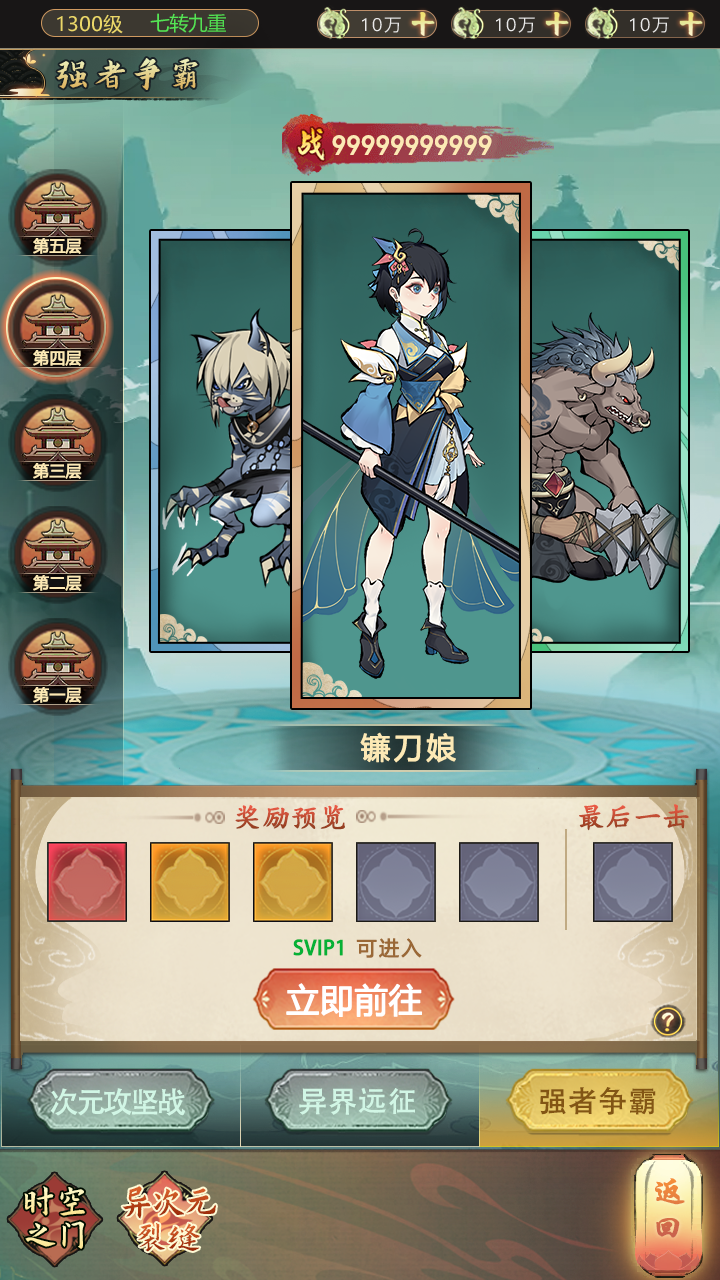 1300级 七转九重 10万 10万 10万
强者争霸
战 99999999999
第五层
第四层
第三层
第二层
第一层
镰刀娘
奖励预览 最后一击
SVIP1 可进入
立即前往
?
次元攻坚战 异界远征 强者争霸
时空之门
异次元裂缝
返回